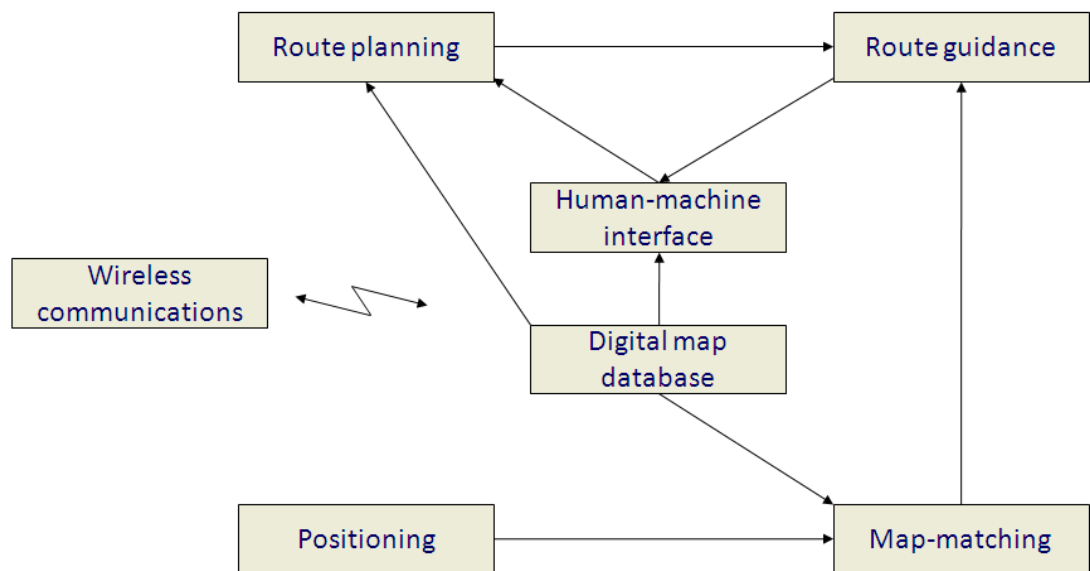 Route planning
Route guidance
Human-machine
interface
Wireless
communications
Digital map
database
Positioning
Map-matching